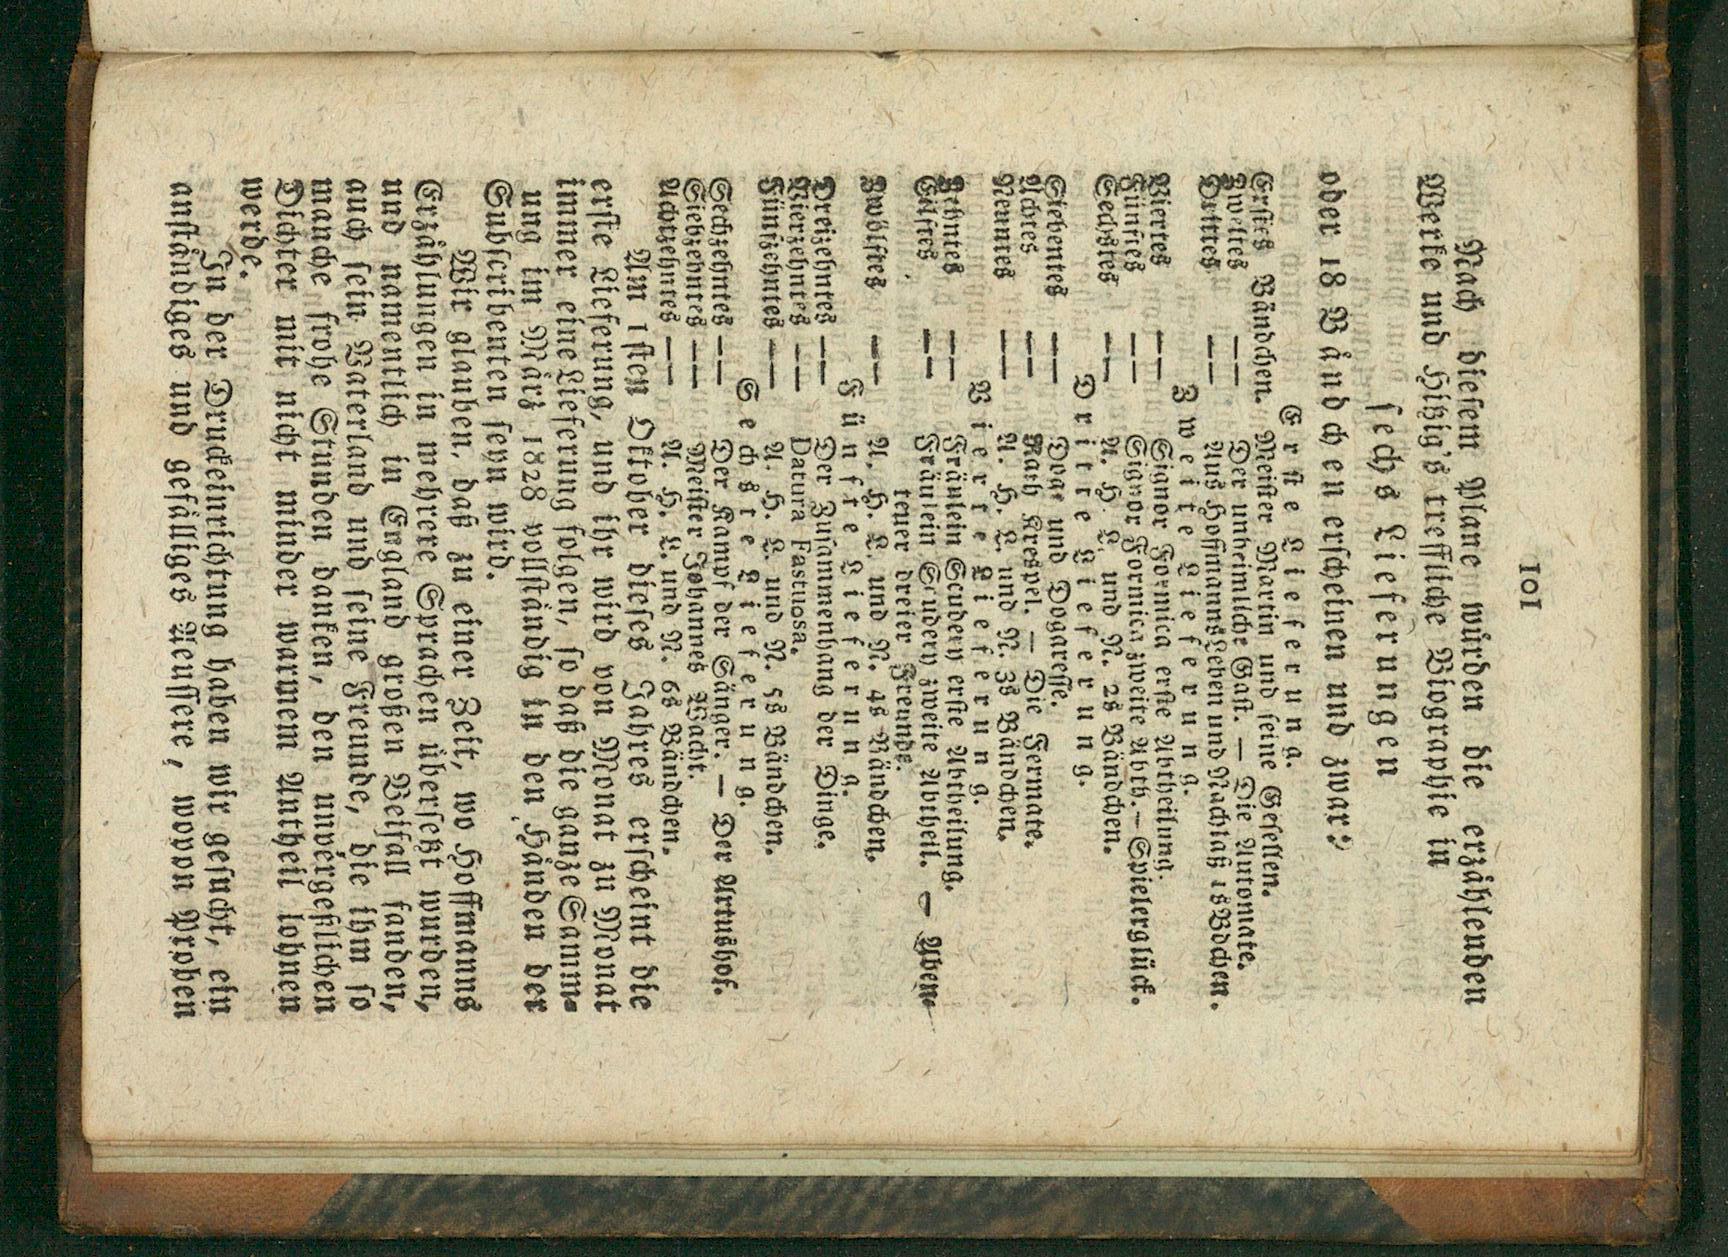 101
Nach diesem Plane würden die erzählenden
Werke und Hitzig's treffliche Biographie in
sechs Lieferungen
oder 18 Bändchen erscheinen und zwar:
Erste Lieferung.
Erstes Bändchen. Meister Martin und seine Gesellen.
Zweites — — Der unheimliche Gast. — Die Automate.
Drittes — — Aus Hoffmanns Leben und Nachlaß 1s Bdchen.
Zweite Lieferung.
Viertes — — Signor Formica erste Abtheilung.
Fünftes — — Signor Formica zweite Abth. — Spielerglück.
Sechstes — — A. H. L. und N. 2s Bändchen.
Dritte Lieferung.
Siebentes — — Doge und Dogaresse.
Achtes — — Rath Krespel. — Die Fermate.
Neuntes — — A. H. L. und N. 3s Bändchen.
Vierte Lieferung.
Zehntes — — Fräulein Scudery erste Abtheilung.
Eilftes — — Fräulein Scudery zweite Abtheil. — Aben-
teuer dreier Freunde.
Zwölftes — — A. H. L. und N. 4s Bändchen.
Fünfte Lieferung.
Dreizehntes — — Der Zusammenhang der Dinge.
Vierzehntes — — Datura Fastuosa.
Fünfzehntes — — A. H. L. und N. 5s Bändchen.
Sechste Lieferung.
Sechzehntes — — Der Kampf der Sänger. — Der Artushof.
Siebzehntes — — Meister Johannes Wacht.
Achtzehntes — — A. H. L. und N. 6s Bändchen.
Am 1sten Oktober dieses Jahres erscheint die
erste Lieferung, und ihr wird von Monat zu Monat
immer eine Lieferung folgen, so daß die ganze Samm-
ung im März 1828 vollständig in den Händen der
Subscribenten seyn wird.
Wir glauben, daß zu einer Zeit, wo Hoffmanns
Erzählungen in mehrere Sprachen übersetzt wurden,
und namentlich in England großen Beifall fanden,
auch sein Vaterland und seine Freunde, die ihm so
manche frohe Stunden danken, den unvergeßlichen
Dichter mit nicht minder warmem Antheil lohnen
werde.
In der Druckeinrichtung haben wir gesucht, ein
anständiges und gefälliges Aeussere, wovon Proben